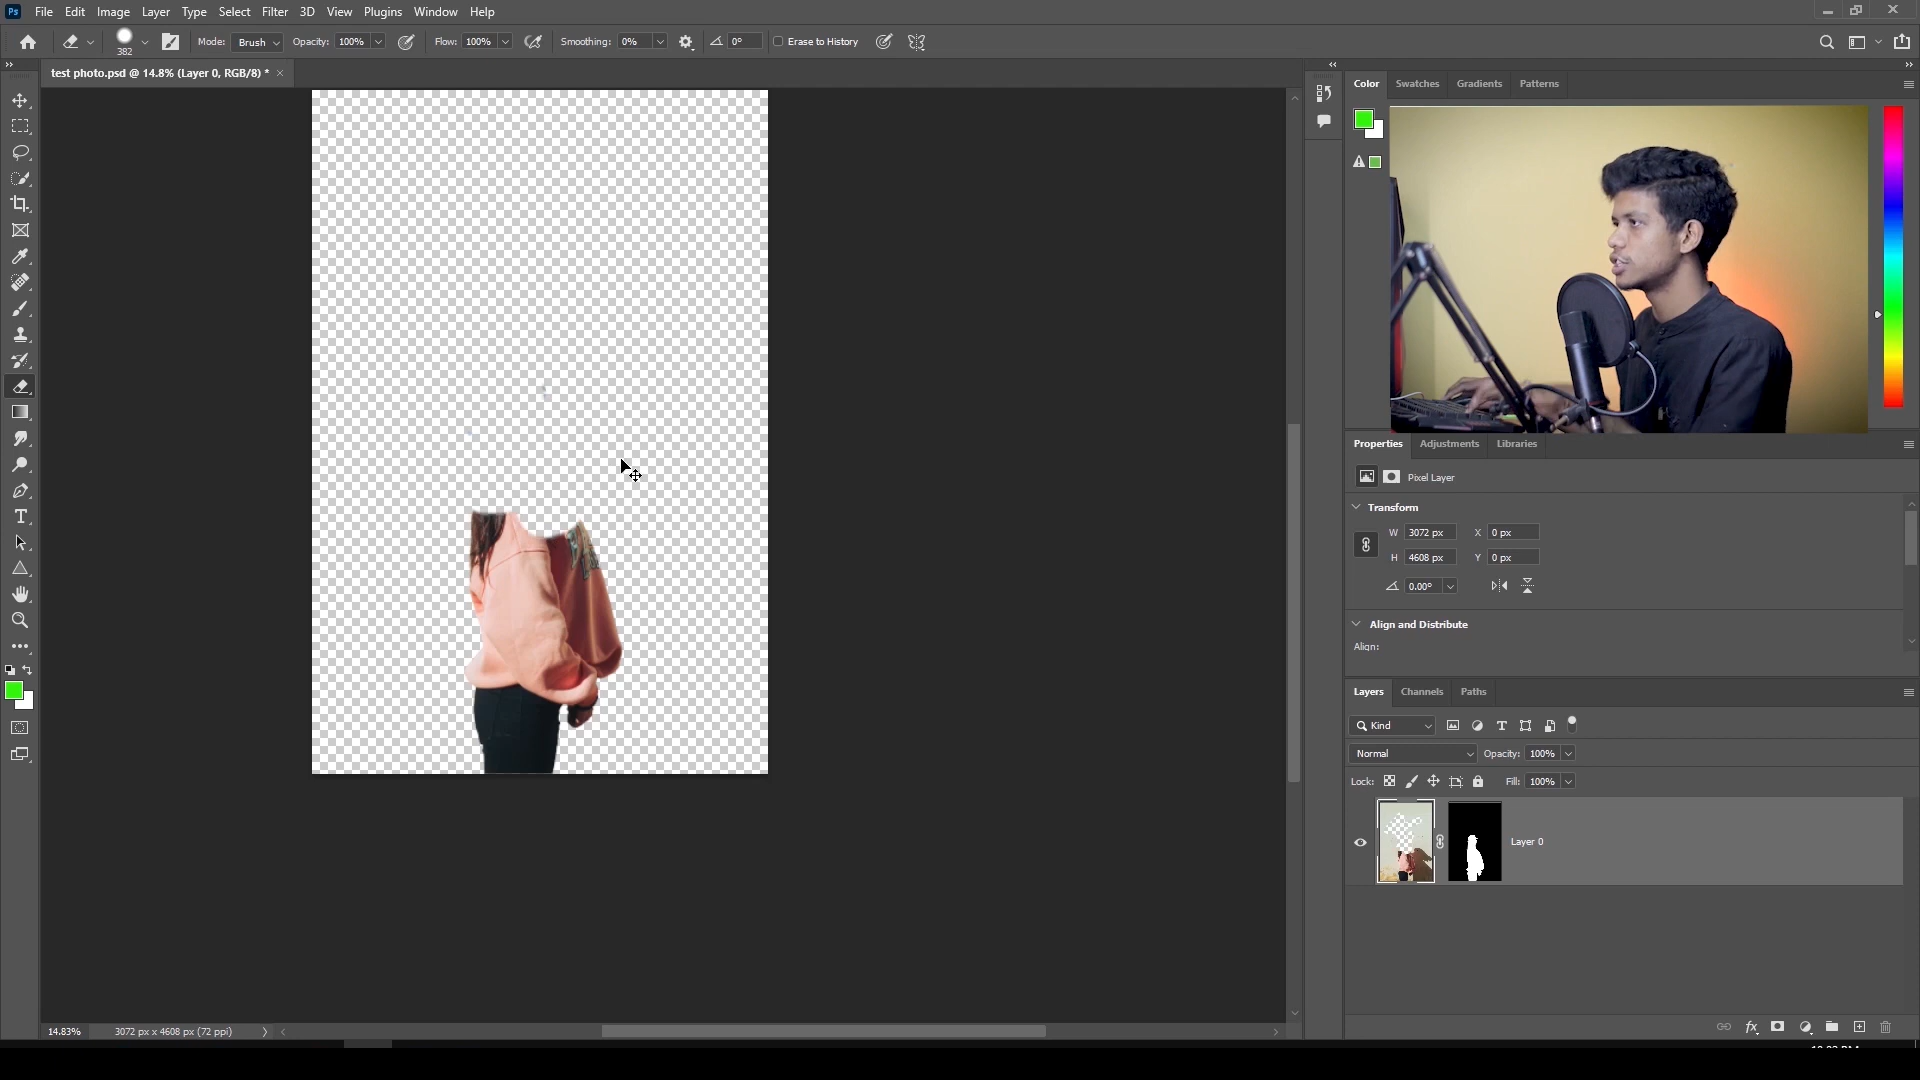 Ps File Edit Image Layer Type Select Filter 3D View Plugins Window Help
382 Mode: Brush Opacity: 100% Flow: 100% Smoothing: 0% 0° Erase to History
test photo.psd @ 14.8% (Layer 0, RGB/8) * ×
Color Swatches Gradients Patterns
Properties Adjustments Libraries
Pixel Layer
Transform
W 3072 px X 0 px
H 4608 px Y 0 px
0.00°
Align and Distribute
Align:
Layers Channels Paths
Kind
Normal Opacity: 100%
Lock: Fill: 100%
Layer 0
fx
14.83% 3072 px x 4608 px (72 ppi)